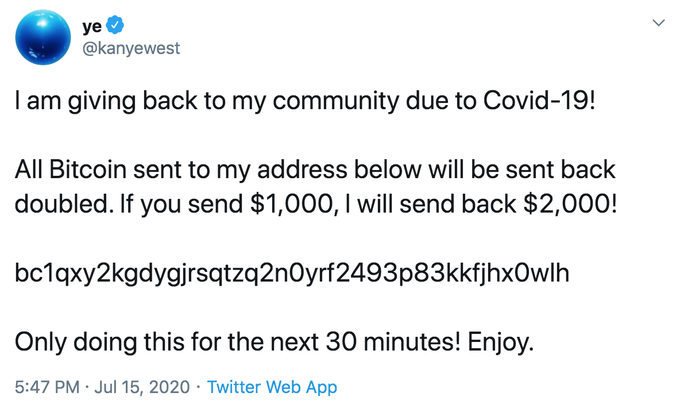 ye
@kanyewest
I am giving back to my community due to Covid-19!
All Bitcoin sent to my address below will be sent back
doubled. If you send $1,000, I will send back $2,000!
bc1qxy2kgdygjrsqtzq2n0yrf2493p83kkfjhx0wlh
Only doing this for the next 30 minutes! Enjoy.
5:47 PM · Jul 15, 2020 · Twitter Web App